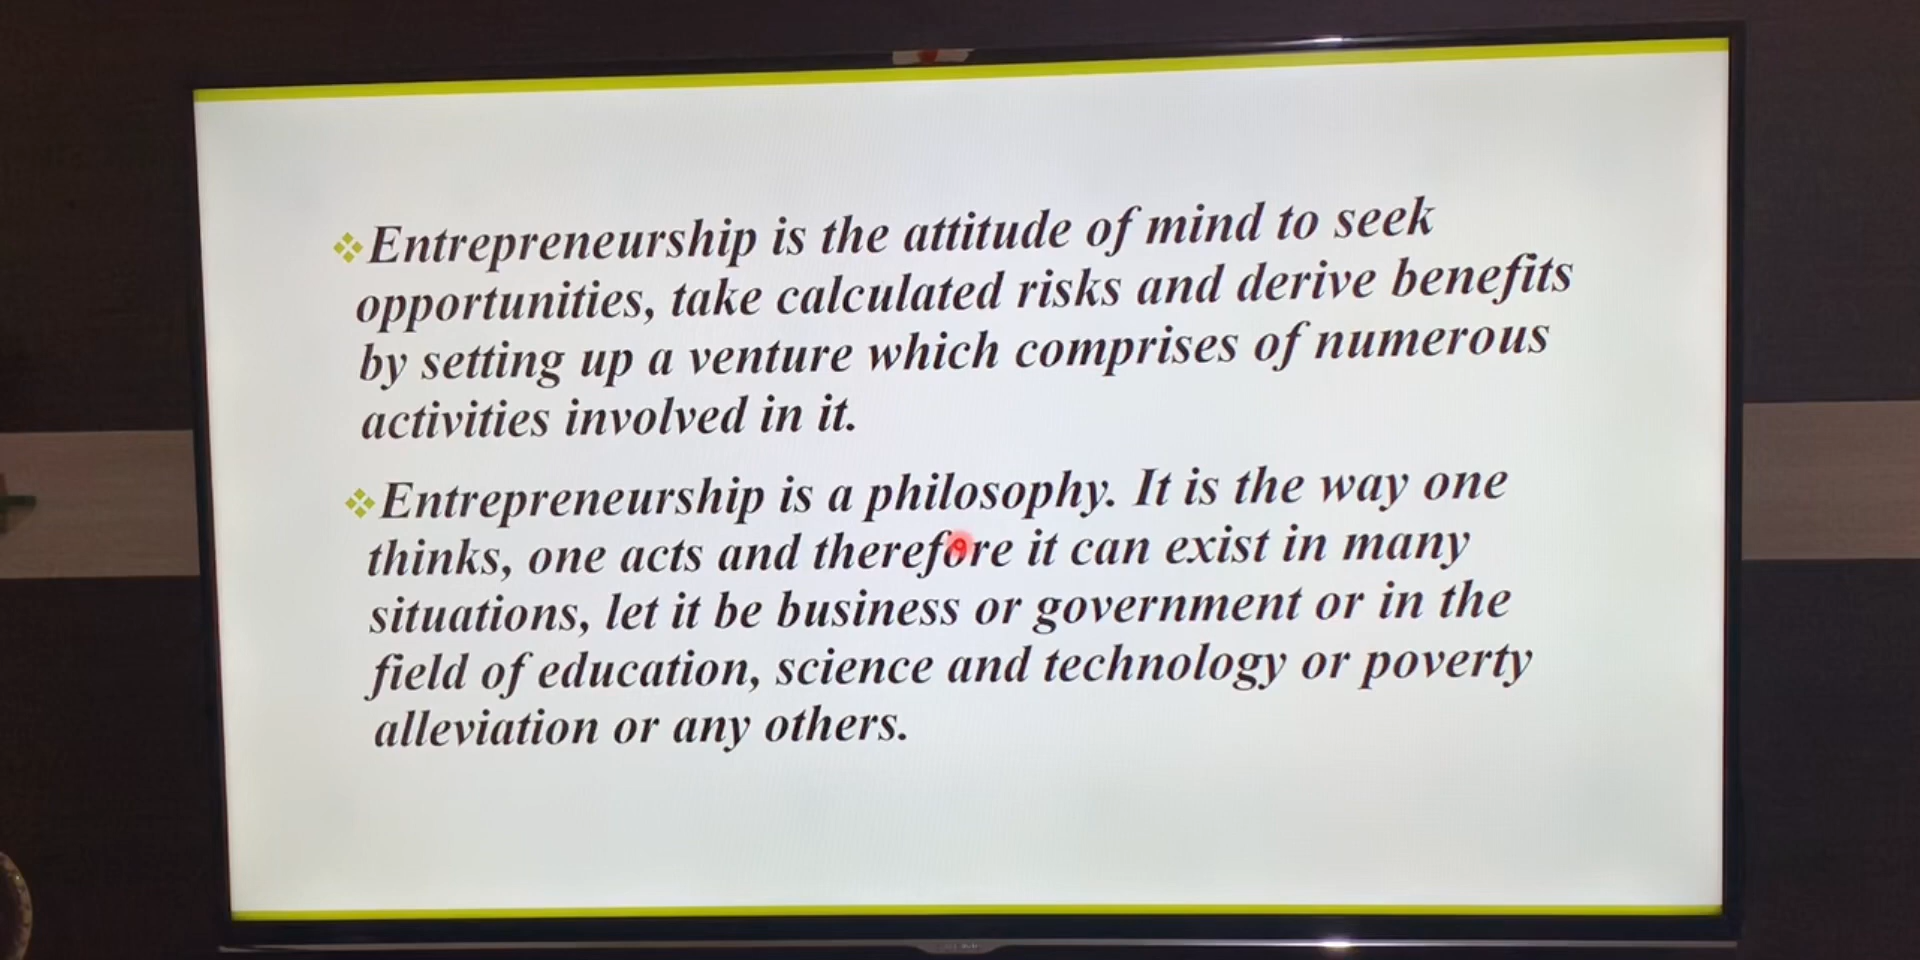 ❖Entrepreneurship is the attitude of mind to seek
opportunities, take calculated risks and derive benefits
by setting up a venture which comprises of numerous
activities involved in it.
❖Entrepreneurship is a philosophy. It is the way one
thinks, one acts and therefore it can exist in many
situations, let it be business or government or in the
field of education, science and technology or poverty
alleviation or any others.